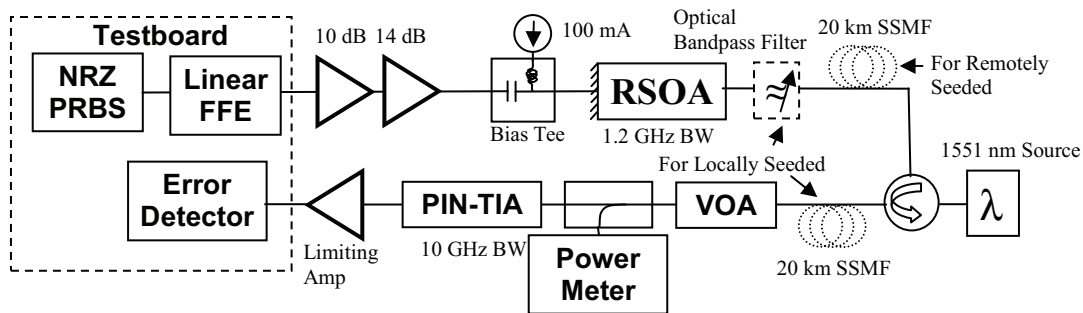 Testboard
NRZ
PRBS
Linear
FFE
10 dB
14 dB
100 mA
Bias Tee
RSOA
1.2 GHz BW
Optical
Bandpass Filter
≈
20 km SSMF
For Remotely
Seeded
For Locally Seeded
1551 nm Source
λ
Error
Detector
Limiting
Amp
PIN-TIA
10 GHz BW
Power
Meter
VOA
20 km SSMF